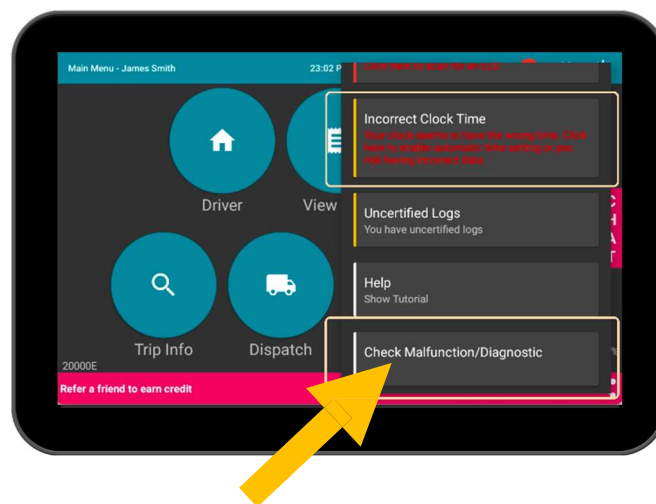 Main Menu - James Smith
23:02 P
Incorrect Clock Time
Your clock seems to have the wrong time. Click
here to enable automatic time setting or you
risk having incorrect data
Driver
View
Uncertified Logs
You have uncertified logs
CHAT
Help
Show Tutorial
Trip Info
Dispatch
Check Malfunction/Diagnostic
20000E
Refer a friend to earn credit